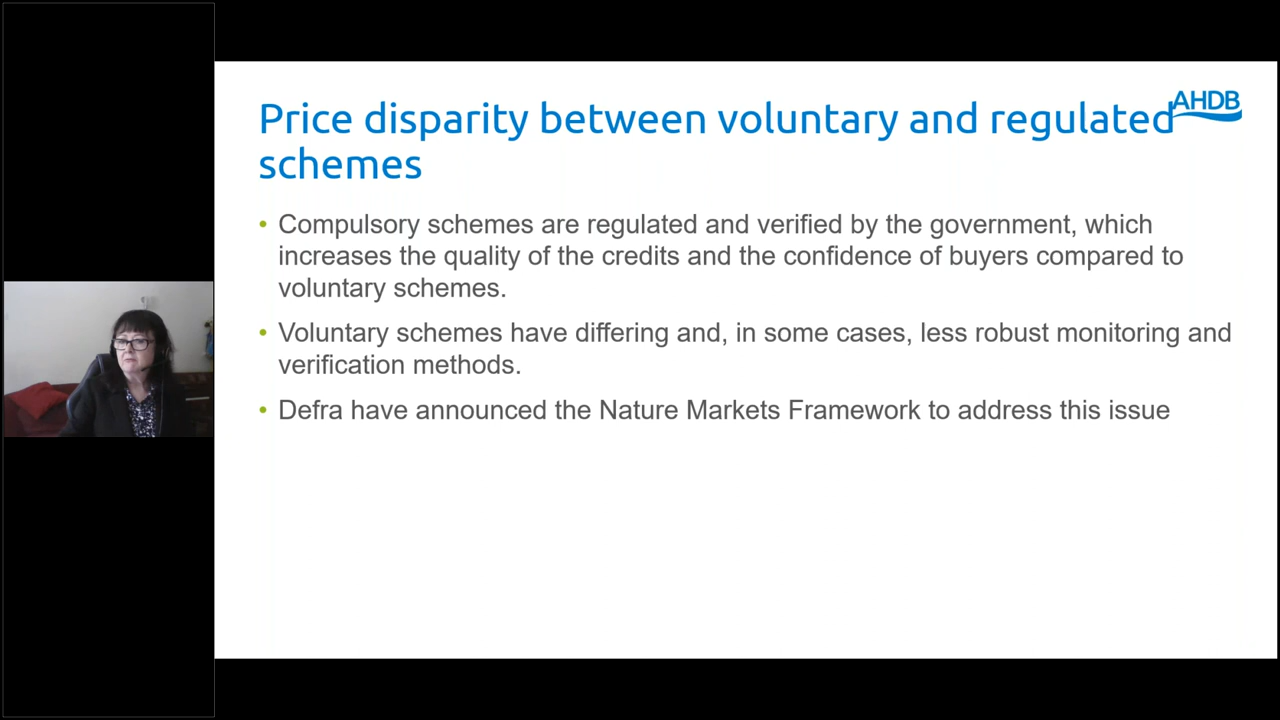 Price disparity between voluntary and regulated
AHDB
schemes
• Compulsory schemes are regulated and verified by the government, which
increases the quality of the credits and the confidence of buyers compared to
voluntary schemes.
• Voluntary schemes have differing and, in some cases, less robust monitoring and
verification methods.
• Defra have announced the Nature Markets Framework to address this issue